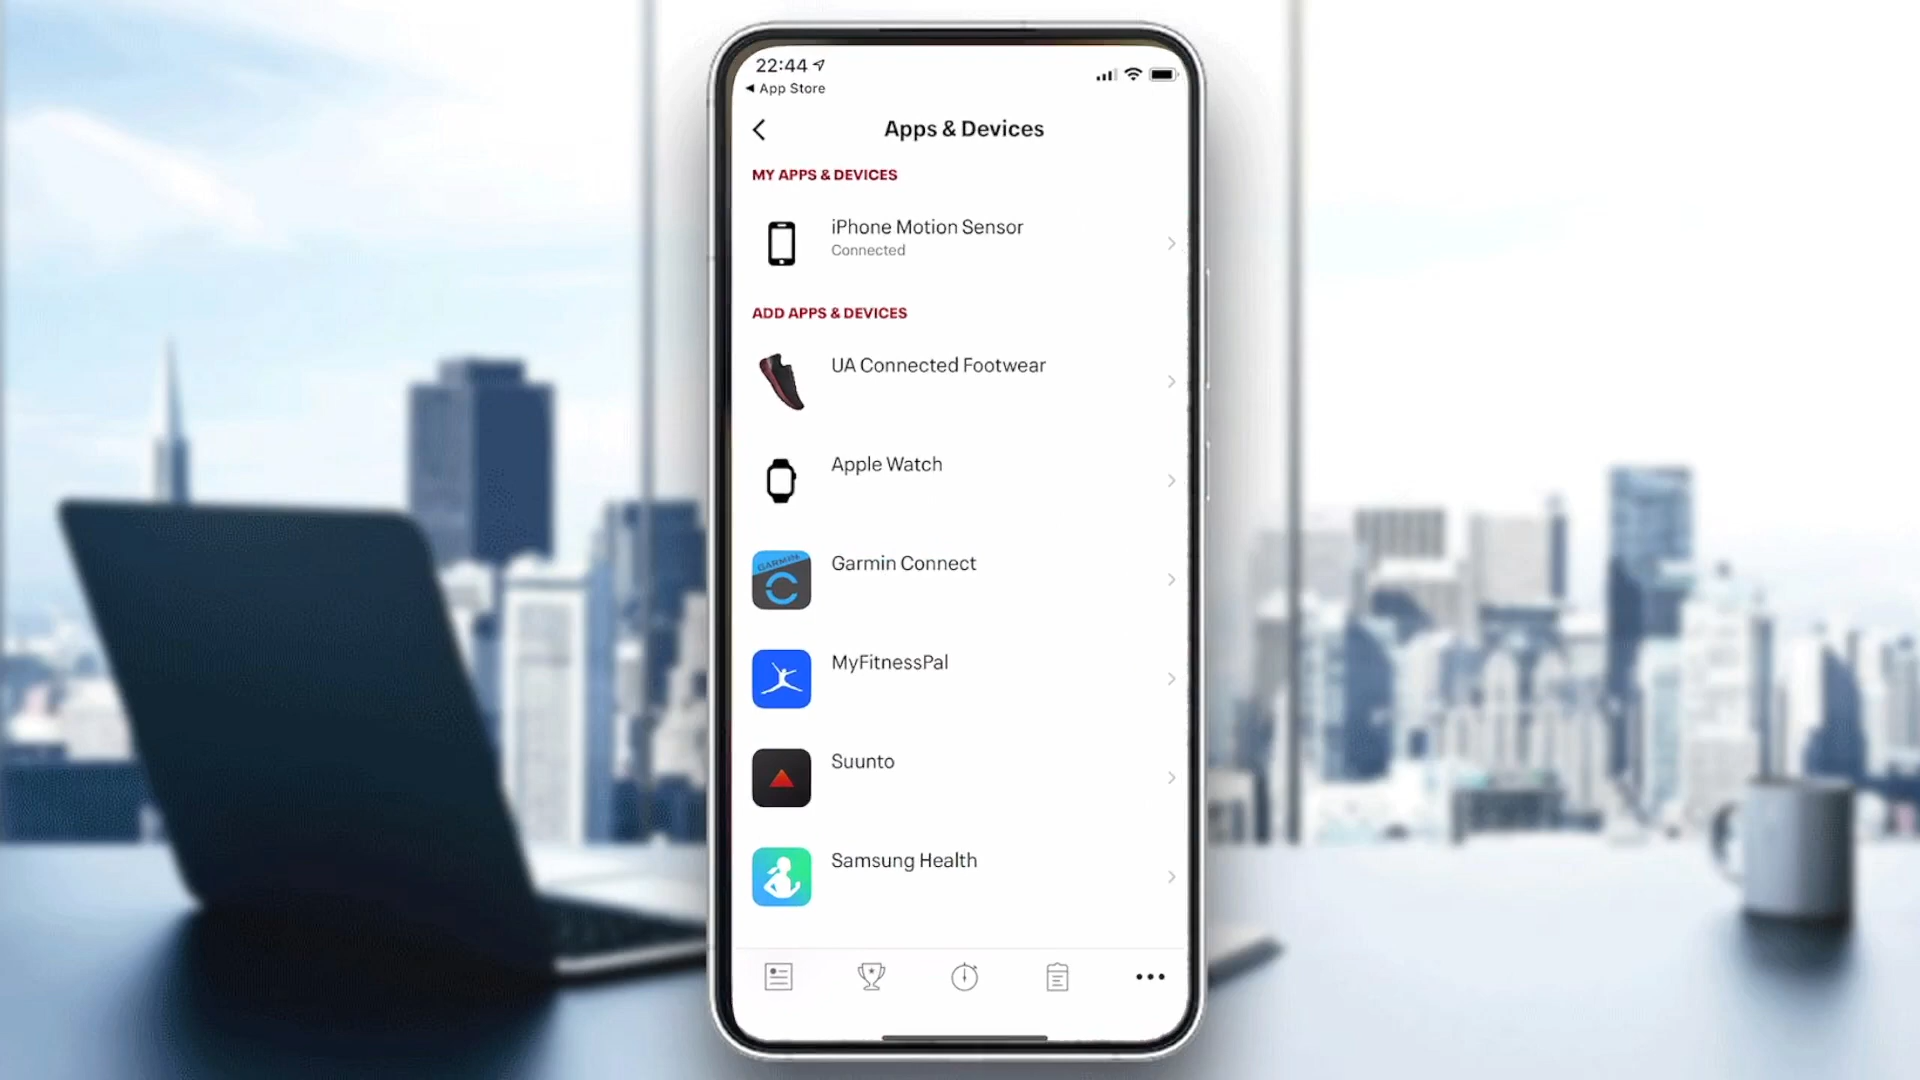 22:44
◀ App Store
Apps & Devices
MY APPS & DEVICES
iPhone Motion Sensor
Connected
ADD APPS & DEVICES
UA Connected Footwear
Apple Watch
GARMIN
Garmin Connect
MyFitnessPal
Suunto
Samsung Health